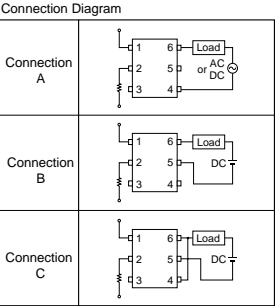 Connection Diagram
Connection
A
1 6 Load
2 5 or AC
DC
3 4
Connection
B
1 6 Load
2 5 DC
3 4
Connection
C
1 6 Load
2 5 DC
3 4